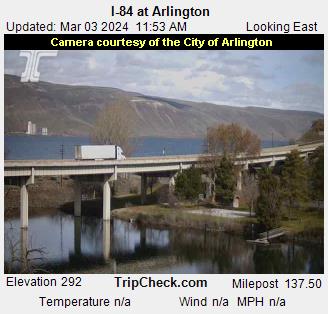 I-84 at Arlington
Updated: Mar 03 2024 11:53 AM Looking East
Camera courtesy of the City of Arlington
Elevation 292 TripCheck.com Milepost 137.50
Temperature n/a Wind n/a MPH n/a